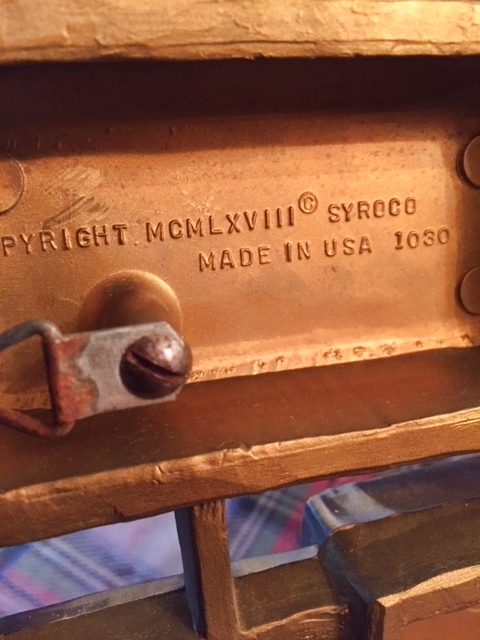 PYRIGHT MCMLXVIII © SYROCO
MADE IN USA 1030